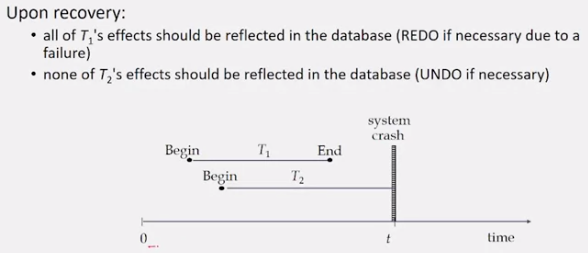 Upon recovery:
• all of T₁'s effects should be reflected in the database (REDO if necessary due to a
failure)
• none of T₂'s effects should be reflected in the database (UNDO if necessary)
system
crash
Begin T₁ End
Begin T₂
0 t time